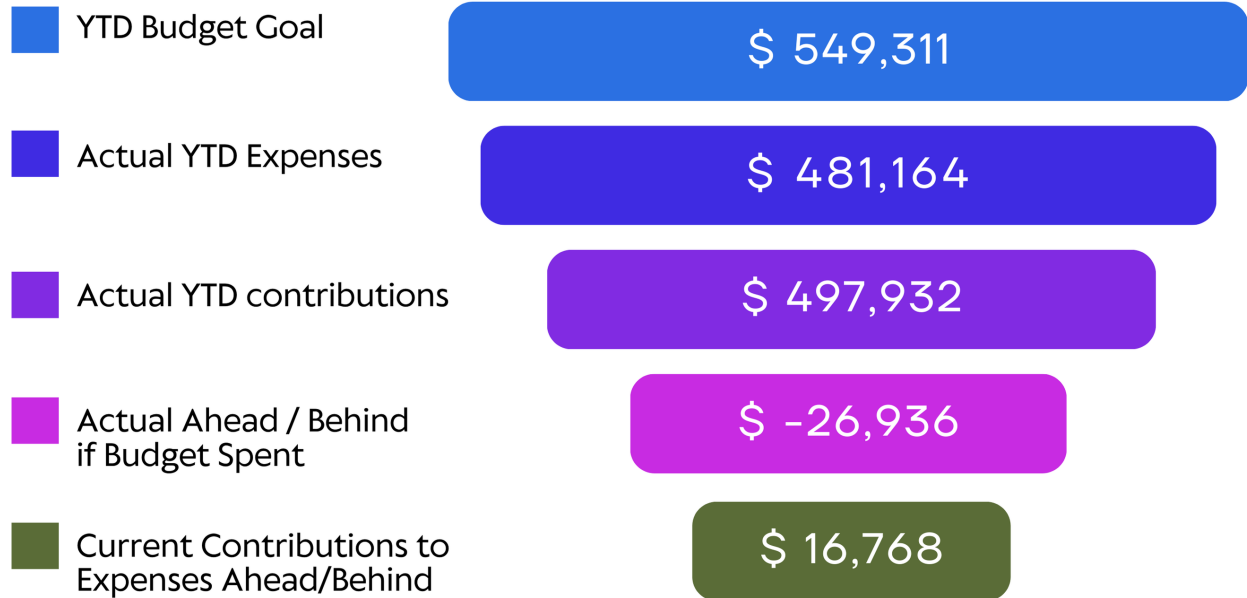 YTD Budget Goal
$ 549,311
Actual YTD Expenses
$ 481,164
Actual YTD contributions
$ 497,932
Actual Ahead / Behind
if Budget Spent
$ -26,936
Current Contributions to
Expenses Ahead/Behind
$ 16,768